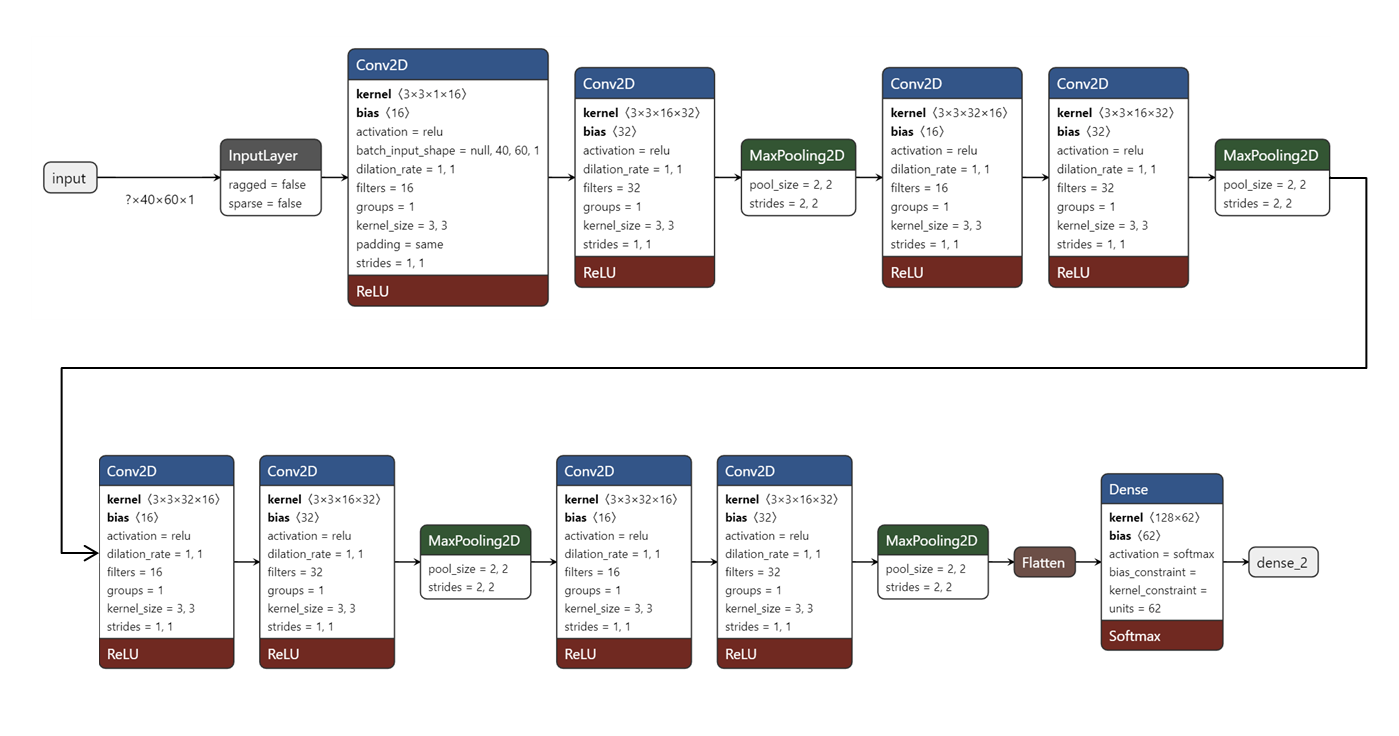 input
?×40×60×1
InputLayer
ragged = false
sparse = false
Conv2D
kernel 〈3×3×1×16〉
bias 〈16〉
activation = relu
batch_input_shape = null, 40, 60, 1
dilation_rate = 1, 1
filters = 16
groups = 1
kernel_size = 3, 3
padding = same
strides = 1, 1
ReLU
Conv2D
kernel 〈3×3×16×32〉
bias 〈32〉
activation = relu
dilation_rate = 1, 1
filters = 32
groups = 1
kernel_size = 3, 3
strides = 1, 1
ReLU
MaxPooling2D
pool_size = 2, 2
strides = 2, 2
Conv2D
kernel 〈3×3×32×16〉
bias 〈16〉
activation = relu
dilation_rate = 1, 1
filters = 16
groups = 1
kernel_size = 3, 3
strides = 1, 1
ReLU
Conv2D
kernel 〈3×3×16×32〉
bias 〈32〉
activation = relu
dilation_rate = 1, 1
filters = 32
groups = 1
kernel_size = 3, 3
strides = 1, 1
ReLU
MaxPooling2D
pool_size = 2, 2
strides = 2, 2
Conv2D
kernel 〈3×3×32×16〉
bias 〈16〉
activation = relu
dilation_rate = 1, 1
filters = 16
groups = 1
kernel_size = 3, 3
strides = 1, 1
ReLU
Conv2D
kernel 〈3×3×16×32〉
bias 〈32〉
activation = relu
dilation_rate = 1, 1
filters = 32
groups = 1
kernel_size = 3, 3
strides = 1, 1
ReLU
MaxPooling2D
pool_size = 2, 2
strides = 2, 2
Conv2D
kernel 〈3×3×32×16〉
bias 〈16〉
activation = relu
dilation_rate = 1, 1
filters = 16
groups = 1
kernel_size = 3, 3
strides = 1, 1
ReLU
Conv2D
kernel 〈3×3×16×32〉
bias 〈32〉
activation = relu
dilation_rate = 1, 1
filters = 32
groups = 1
kernel_size = 3, 3
strides = 1, 1
ReLU
MaxPooling2D
pool_size = 2, 2
strides = 2, 2
Flatten
Dense
kernel 〈128×62〉
bias 〈62〉
activation = softmax
bias_constraint =
kernel_constraint =
units = 62
Softmax
dense_2